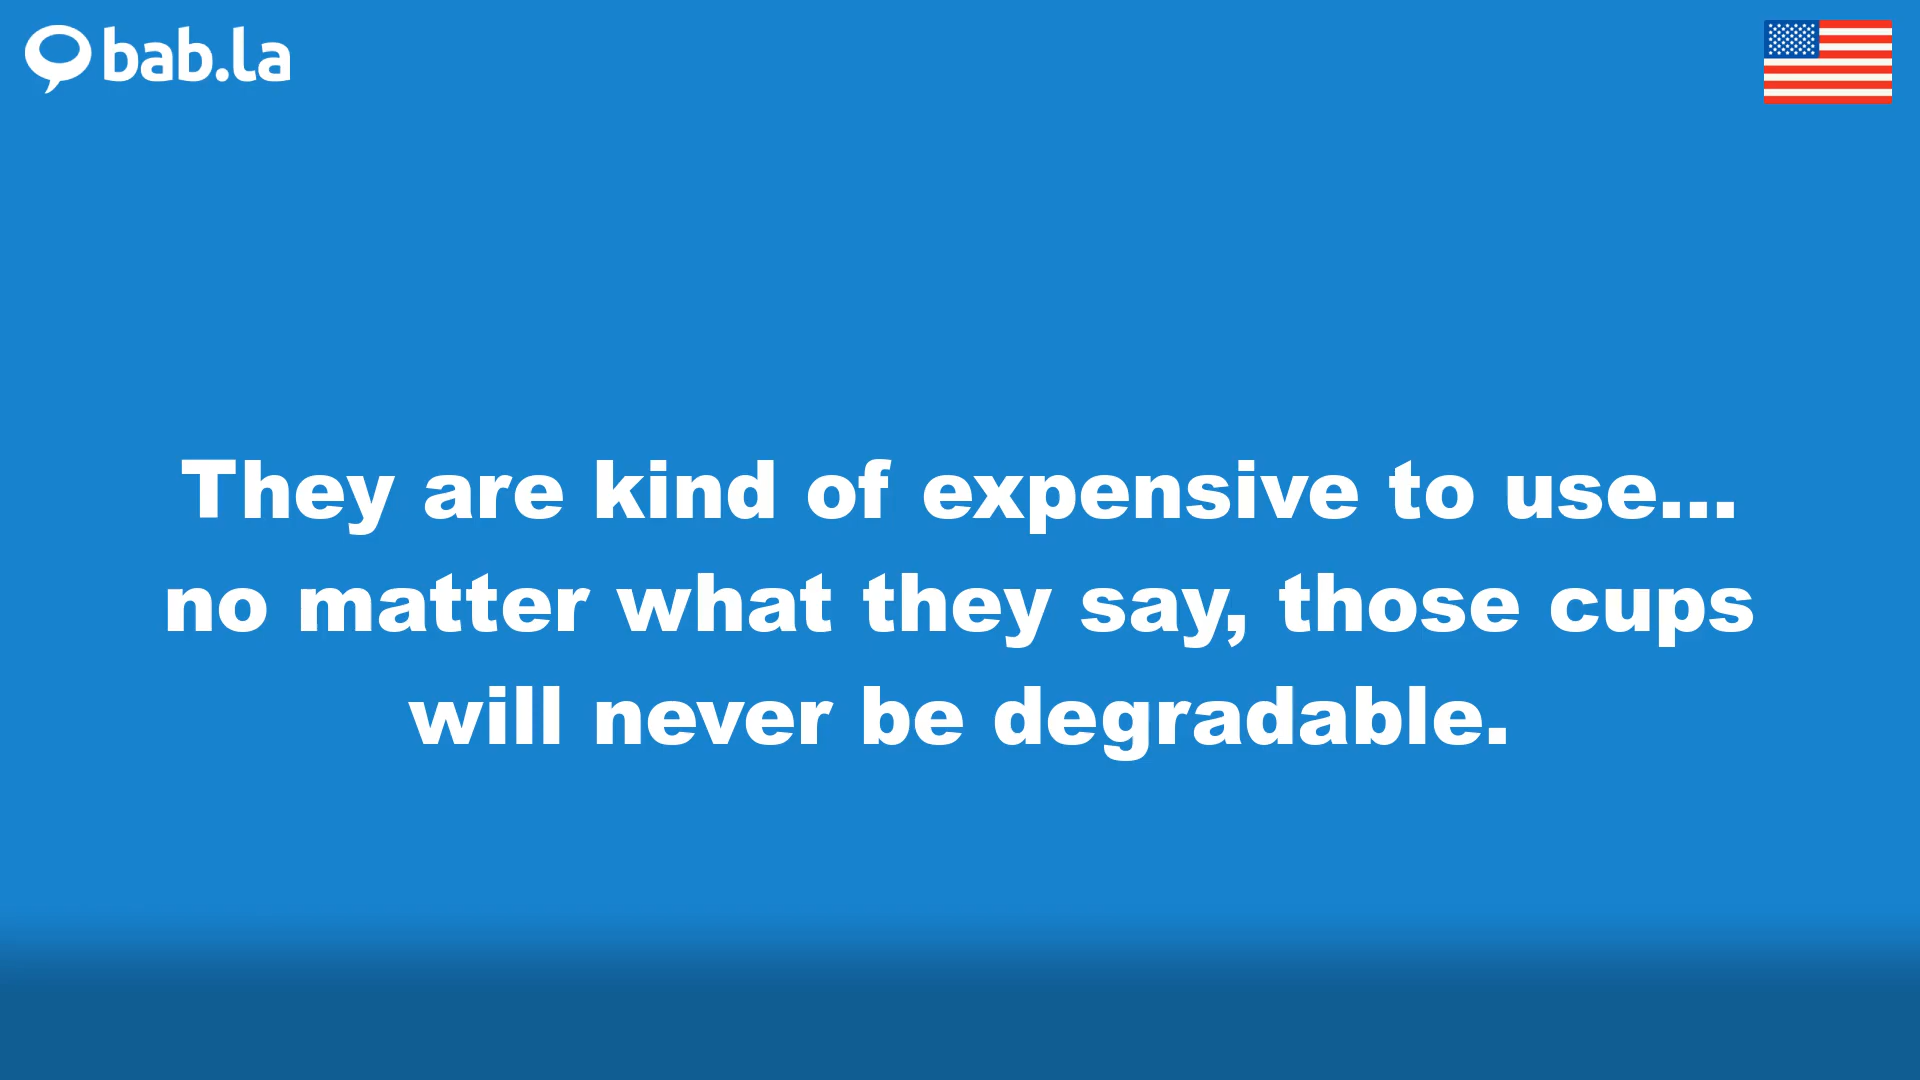 bab.la
They are kind of expensive to use...
no matter what they say, those cups
will never be degradable.